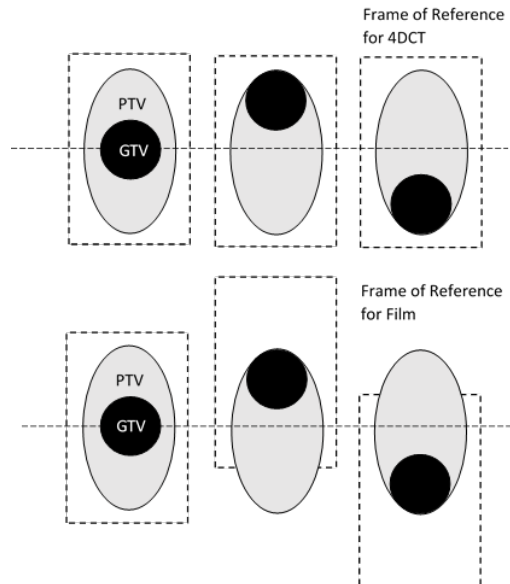 Frame of Reference
for 4DCT
PTV
GTV
Frame of Reference
for Film
PTV
GTV